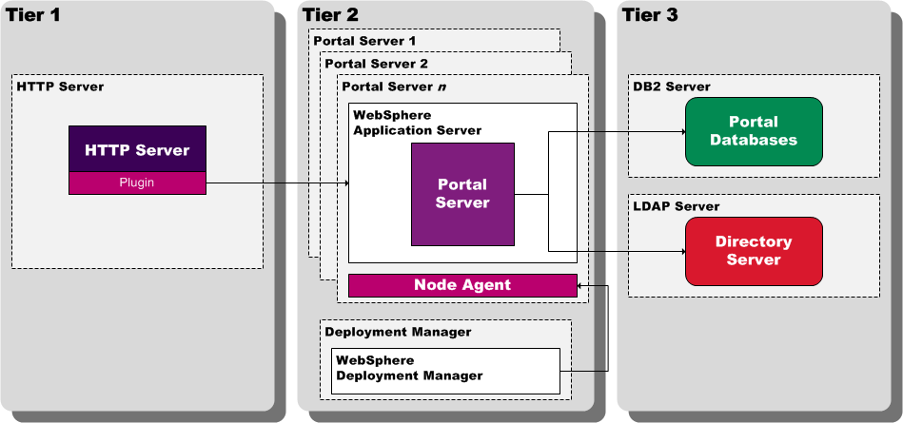 Tier 1
HTTP Server
HTTP Server
Plugin
Tier 2
Portal Server 1
Portal Server 2
Portal Server n
WebSphere
Application Server
Portal
Server
Node Agent
Deployment Manager
WebSphere
Deployment Manager
Tier 3
DB2 Server
Portal
Databases
LDAP Server
Directory
Server